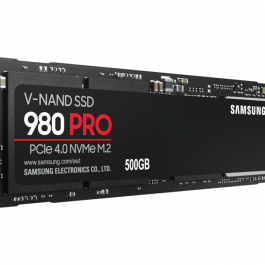 V-NAND SSD
980 PRO
PCIe 4.0 NVMe M.2
www.samsung.com/ssd
SAMSUNG ELECTRONICS CO., LTD.
500GB
SAMSUNG